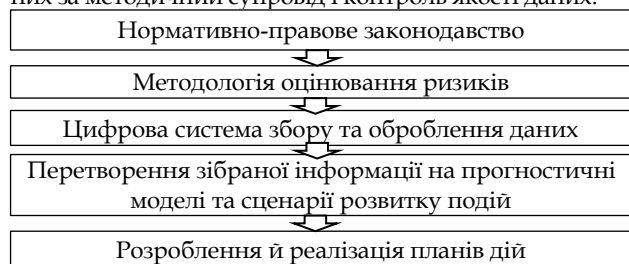 них за методичний супровід і контроль якості даних.
Нормативно-правове законодавство
Методологія оцінювання ризиків
Цифрова система збору та оброблення даних
Перетворення зібраної інформації на прогностичні
моделі та сценарії розвитку подій
Розроблення й реалізація планів дій